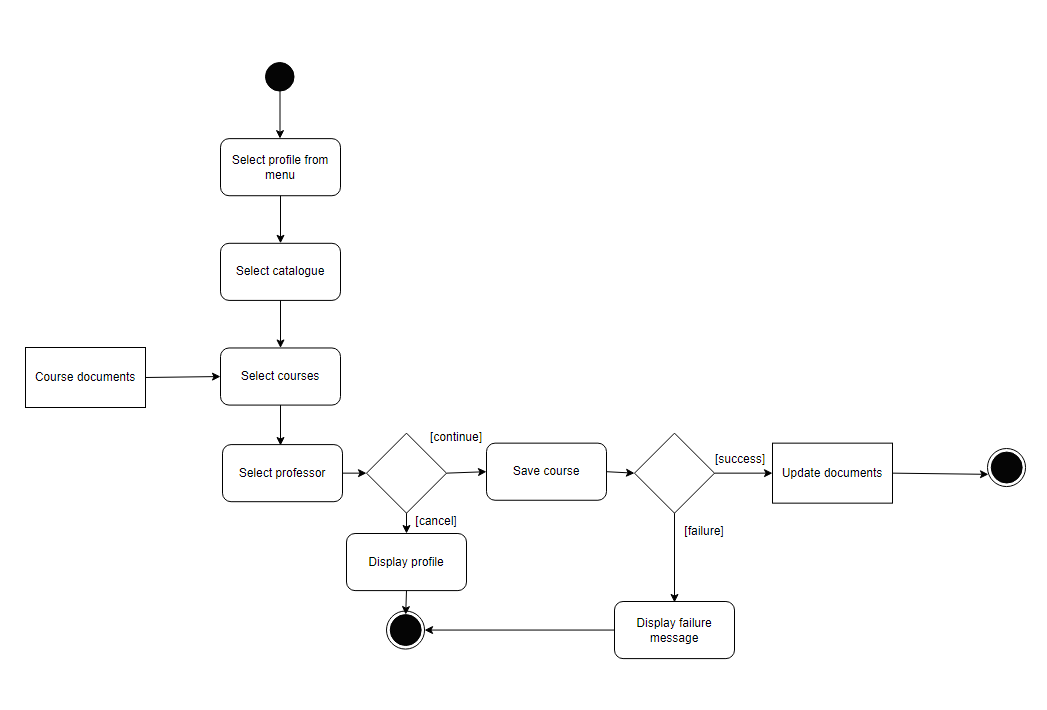 Select profile from
menu
Select catalogue
Course documents
Select courses
Select professor
[continue]
Save course
[success]
Update documents
[cancel]
[failure]
Display profile
Display failure
message